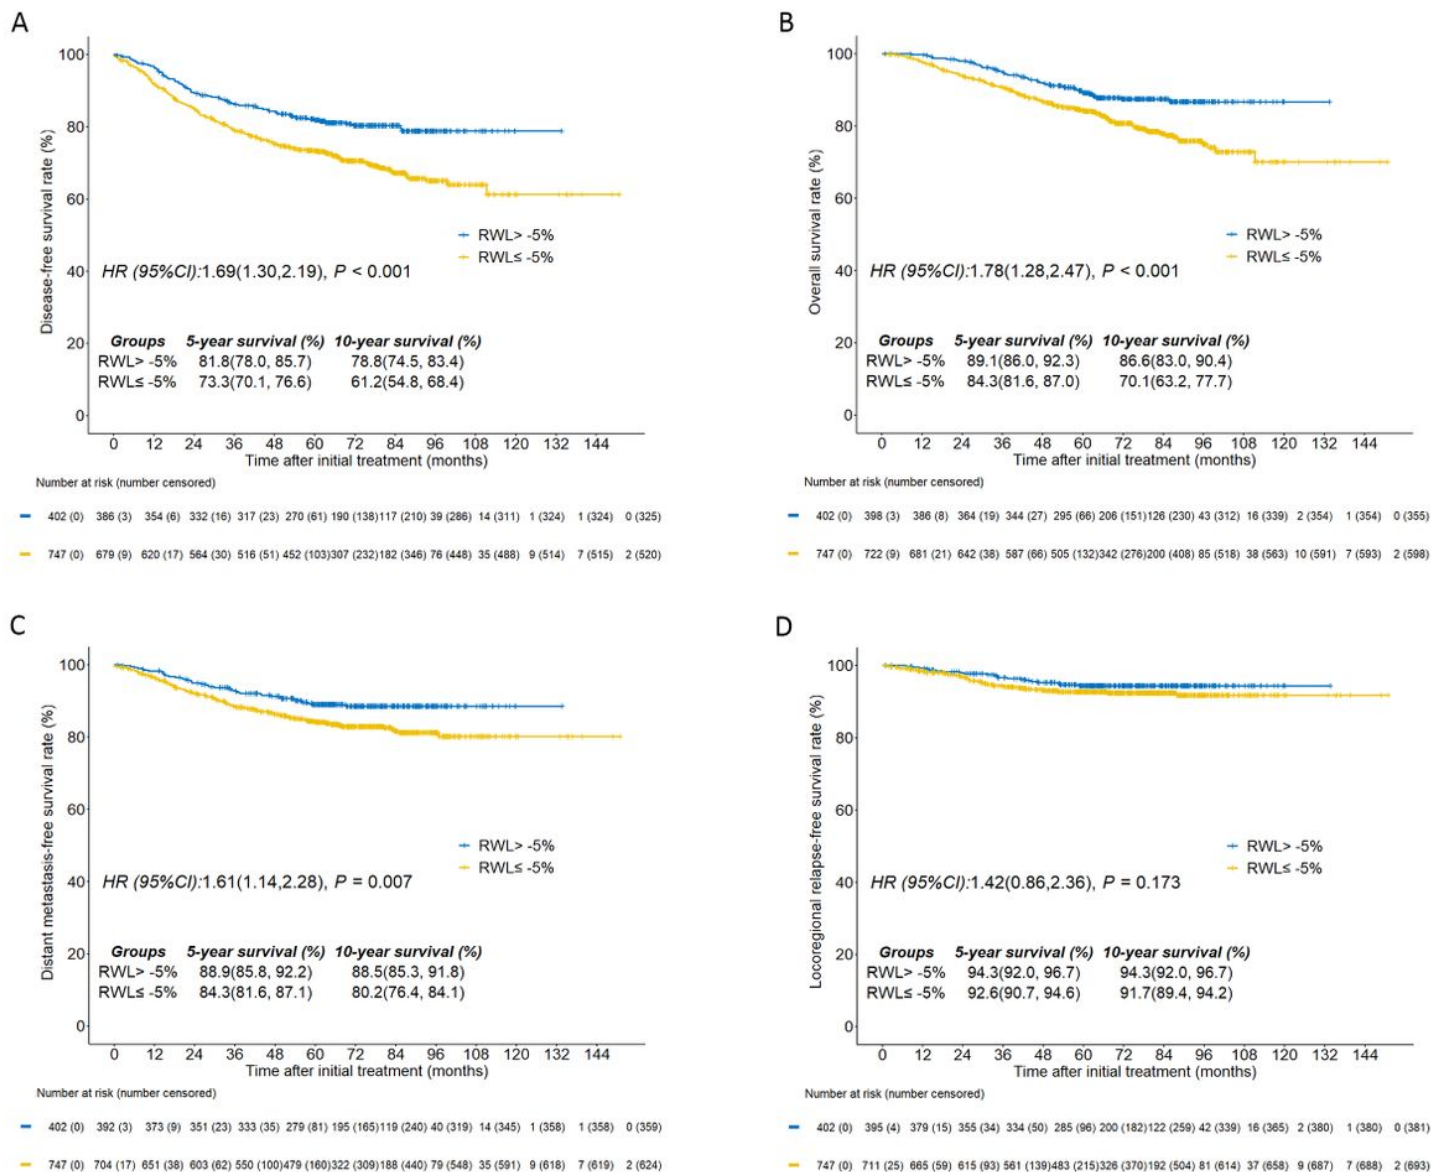 A
Disease-free survival rate (%)
100
80
60
40
20
0
RWL> -5%
RWL≤ -5%
HR (95%CI):1.69(1.30,2.19), P < 0.001
Groups 5-year survival (%) 10-year survival (%)
RWL> -5% 81.8(78.0, 85.7) 78.8(74.5, 83.4)
RWL≤ -5% 73.3(70.1, 76.6) 61.2(54.8, 68.4)
0 12 24 36 48 60 72 84 96 108 120 132 144
Time after initial treatment (months)
Number at risk (number censored)
402 (0) 386 (3) 354 (6) 332 (16) 317 (23) 270 (61) 190 (138)117 (210) 39 (286) 14 (311) 1 (324) 1 (324) 0 (325)
747 (0) 679 (9) 620 (17) 564 (30) 516 (51) 452 (103)307 (232)182 (346) 76 (448) 35 (488) 9 (514) 7 (515) 2 (520)
B
Overall survival rate (%)
100
80
60
40
20
0
RWL> -5%
RWL≤ -5%
HR (95%CI):1.78(1.28,2.47), P < 0.001
Groups 5-year survival (%) 10-year survival (%)
RWL> -5% 89.1(86.0, 92.3) 86.6(83.0, 90.4)
RWL≤ -5% 84.3(81.6, 87.0) 70.1(63.2, 77.7)
0 12 24 36 48 60 72 84 96 108 120 132 144
Time after initial treatment (months)
Number at risk (number censored)
402 (0) 398 (3) 386 (8) 364 (19) 344 (27) 295 (66) 206 (151)126 (230) 43 (312) 16 (339) 2 (354) 1 (354) 0 (355)
747 (0) 722 (9) 681 (21) 642 (38) 587 (66) 505 (132)342 (276)200 (408) 85 (518) 38 (563) 10 (591) 7 (593) 2 (598)
C
Distant metastasis-free survival rate (%)
100
80
60
40
20
0
RWL> -5%
RWL≤ -5%
HR (95%CI):1.61(1.14,2.28), P = 0.007
Groups 5-year survival (%) 10-year survival (%)
RWL> -5% 88.9(85.8, 92.2) 88.5(85.3, 91.8)
RWL≤ -5% 84.3(81.6, 87.1) 80.2(76.4, 84.1)
0 12 24 36 48 60 72 84 96 108 120 132 144
Time after initial treatment (months)
Number at risk (number censored)
402 (0) 392 (3) 373 (9) 351 (23) 333 (35) 279 (81) 195 (165)119 (240) 40 (319) 14 (345) 1 (358) 1 (358) 0 (359)
747 (0) 704 (17) 651 (38) 603 (62) 550 (100)479 (160)322 (309)188 (440) 79 (548) 35 (591) 9 (618) 7 (619) 2 (624)
D
Locoregional relapse-free survival rate (%)
100
80
60
40
20
0
RWL> -5%
RWL≤ -5%
HR (95%CI):1.42(0.86,2.36), P = 0.173
Groups 5-year survival (%) 10-year survival (%)
RWL> -5% 94.3(92.0, 96.7) 94.3(92.0, 96.7)
RWL≤ -5% 92.6(90.7, 94.6) 91.7(89.4, 94.2)
0 12 24 36 48 60 72 84 96 108 120 132 144
Time after initial treatment (months)
Number at risk (number censored)
402 (0) 395 (4) 379 (15) 355 (34) 334 (50) 285 (96) 200 (182)122 (259) 42 (339) 16 (365) 2 (380) 1 (380) 0 (381)
747 (0) 711 (25) 665 (59) 615 (93) 561 (139)483 (215)326 (370)192 (504) 81 (614) 37 (658) 9 (687) 7 (688) 2 (693)